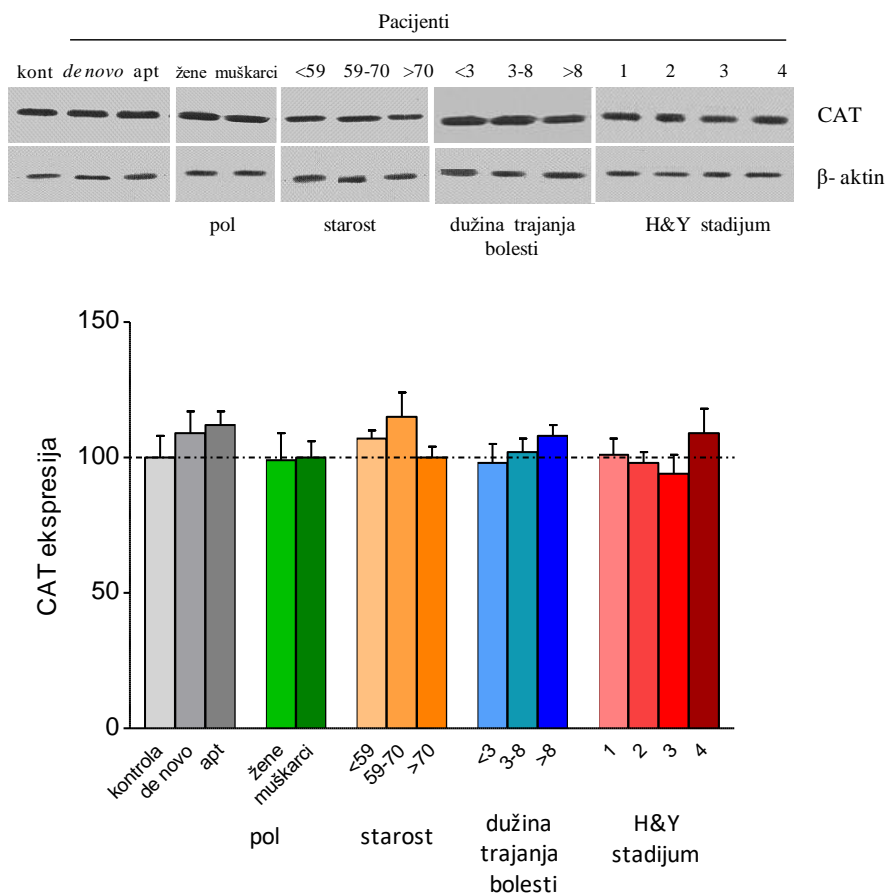 Pacijenti
kont de novo apt žene muškarci <59 59-70 >70 <3 3-8 >8 1 2 3 4
CAT
β- aktin
pol starost dužina trajanja bolesti H&Y stadijum
150
100
50
0
CAT ekspresija
kontrola de novo apt žene muškarci <59 59-70 >70 <3 3-8 >8 1 2 3 4
pol starost dužina trajanja bolesti H&Y stadijum